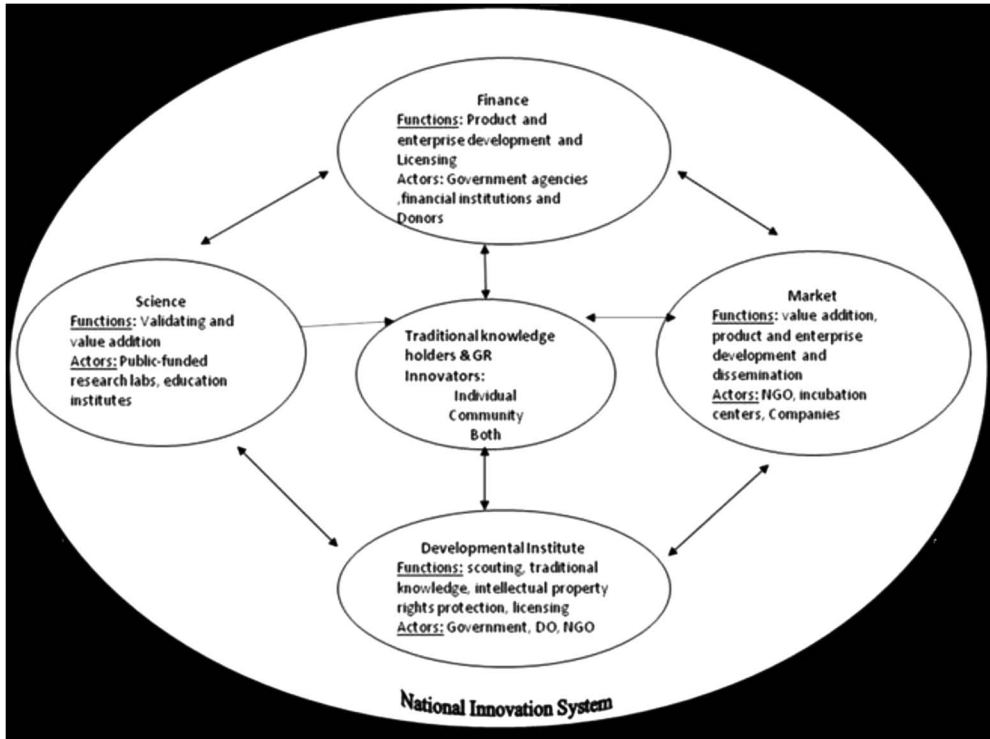 Finance
Functions: Product and
enterprise development and
Licensing
Actors: Government agencies
,financial institutions and
Donors
Science
Functions: Validating and
value addition
Actors: Public-funded
research labs, education
institutes
Traditional knowledge
holders & GR
Innovators:
Individual
Community
Both
Market
Functions: value addition,
product and enterprise
development and
dissemination
Actors: NGO, incubation
centers, Companies
Developmental Institute
Functions: scouting, traditional
knowledge, intellectual property
rights protection, licensing
Actors: Government, DO, NGO
National Innovation System